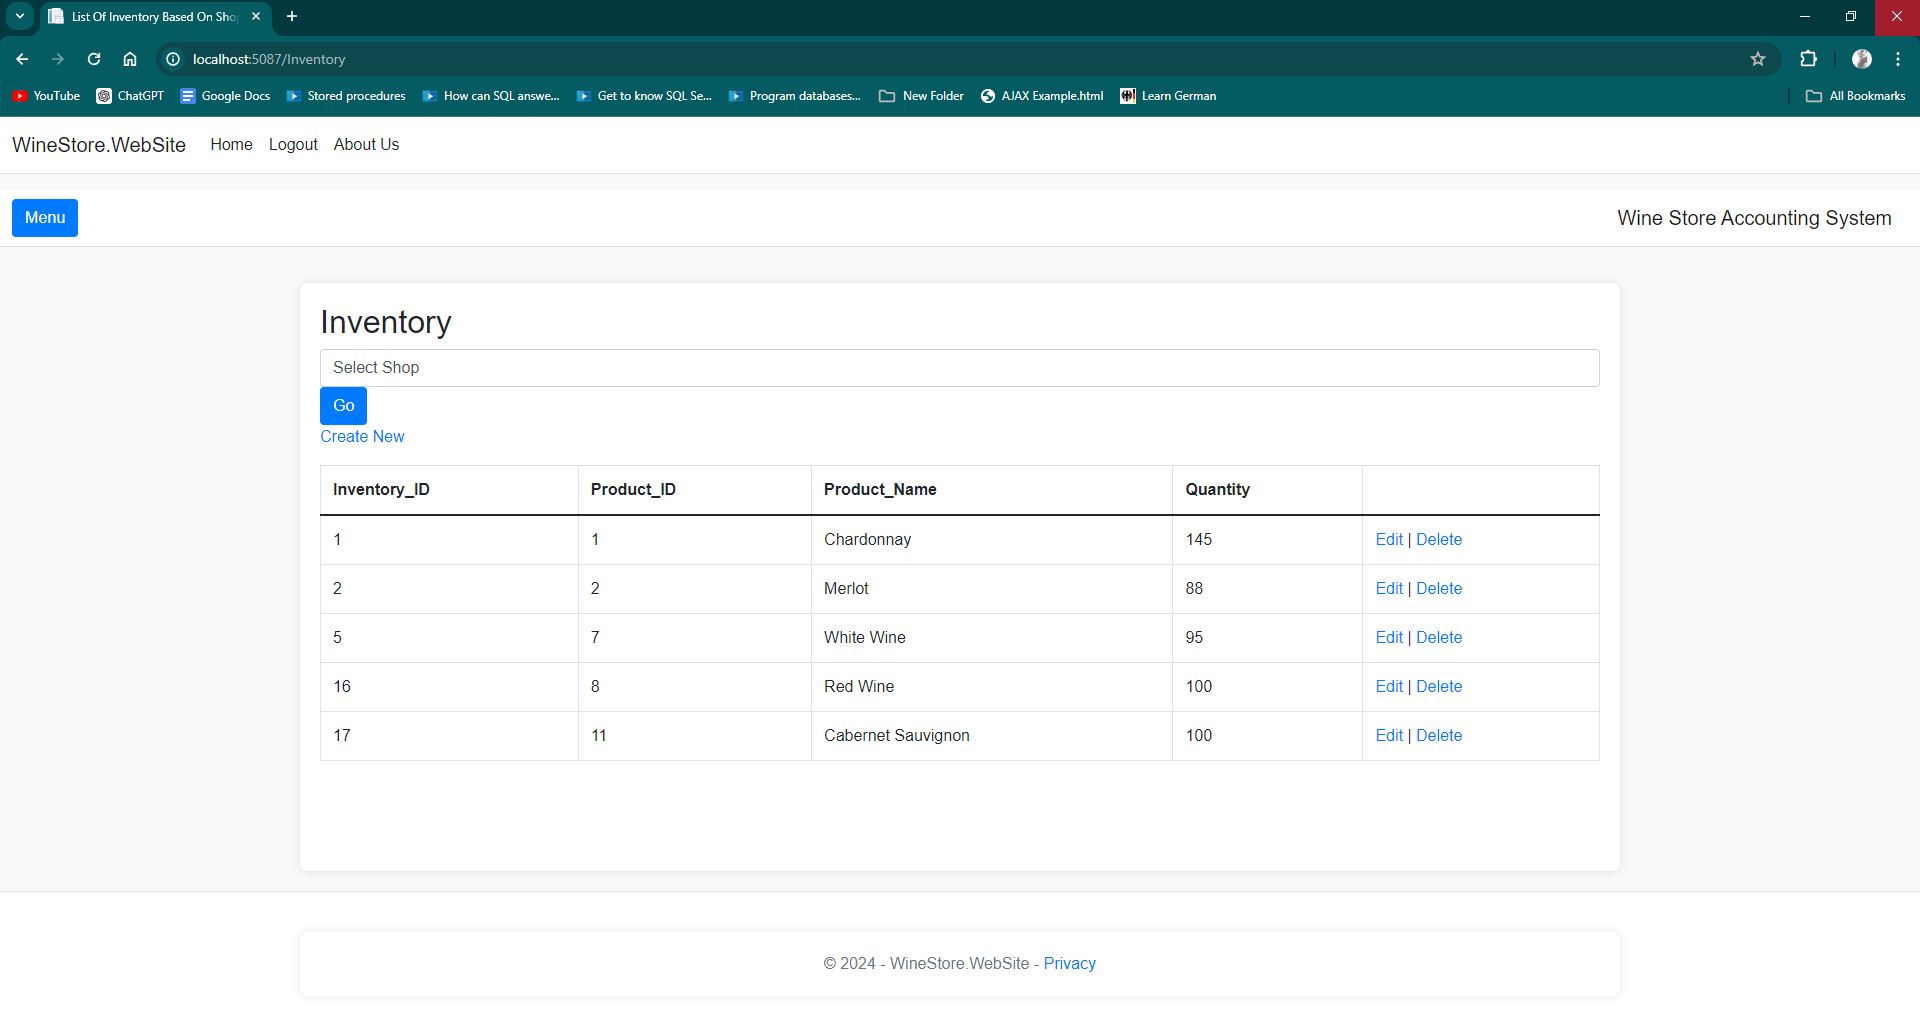 List Of Inventory Based On Sho
localhost:5087/Inventory
YouTube ChatGPT Google Docs Stored procedures How can SQL answe... Get to know SQL Se... Program databases... New Folder AJAX Example.html Learn German All Bookmarks
WineStore.WebSite Home Logout About Us
Menu Wine Store Accounting System
Inventory
Select Shop
Go
Create New
Inventory_ID Product_ID Product_Name Quantity
1 1 Chardonnay 145 Edit | Delete
2 2 Merlot 88 Edit | Delete
5 7 White Wine 95 Edit | Delete
16 8 Red Wine 100 Edit | Delete
17 11 Cabernet Sauvignon 100 Edit | Delete
© 2024 - WineStore.WebSite - Privacy